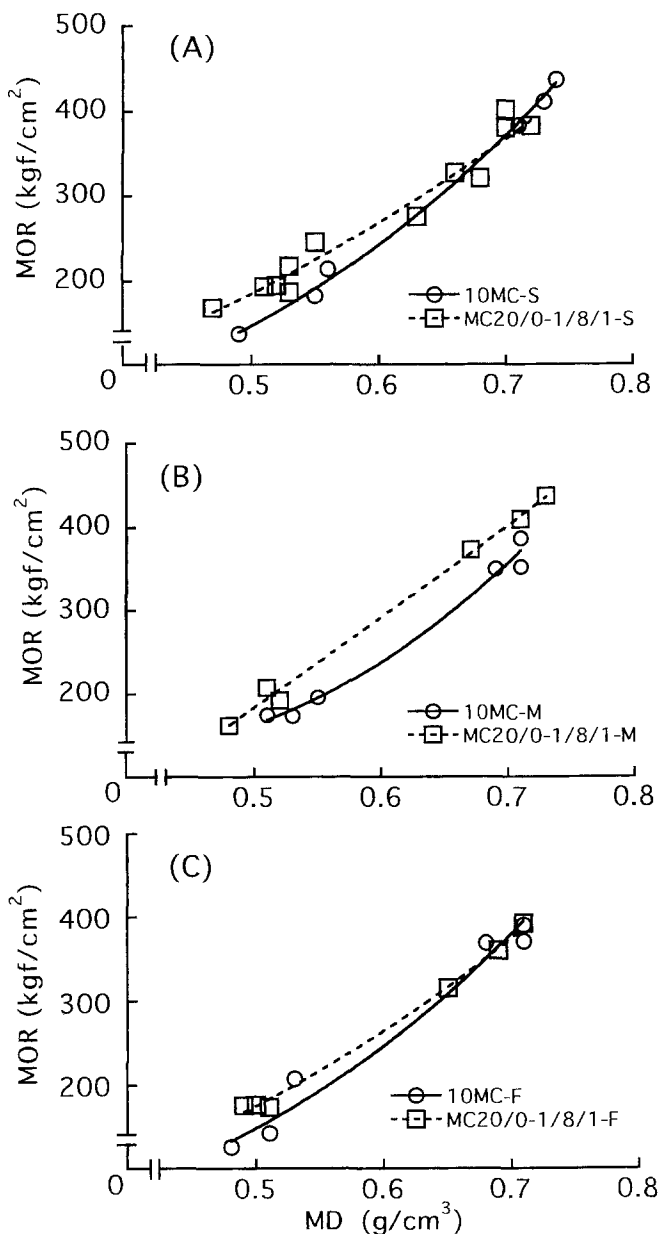 500
(A)
400
MOR (kgf/cm²)
300
200
10MC-S
MC20/0-1/8/1-S
0
0.5
0.6
0.7
0.8
500
(B)
400
MOR (kgf/cm²)
300
200
10MC-M
MC20/0-1/8/1-M
0
0.5
0.6
0.7
0.8
500
(C)
400
MOR (kgf/cm²)
300
200
10MC-F
MC20/0-1/8/1-F
0
0.5
0.6
0.7
0.8
MD (g/cm³)